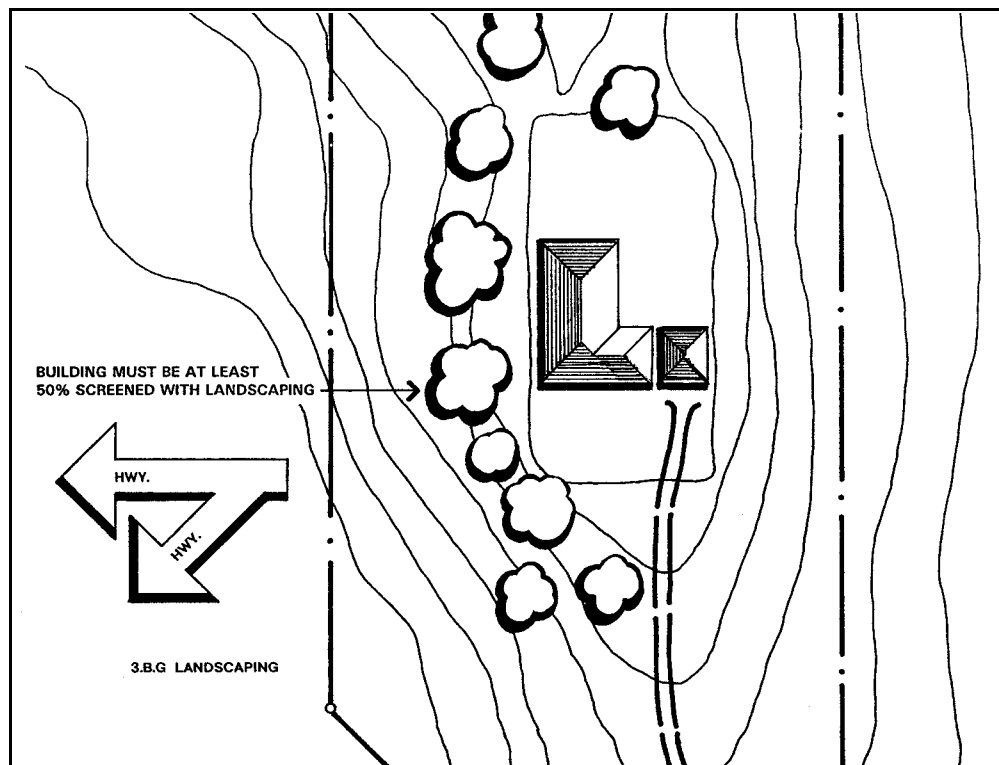 BUILDING MUST BE AT LEAST
50% SCREENED WITH LANDSCAPING
HWY.
HWY.
3.B.G LANDSCAPING